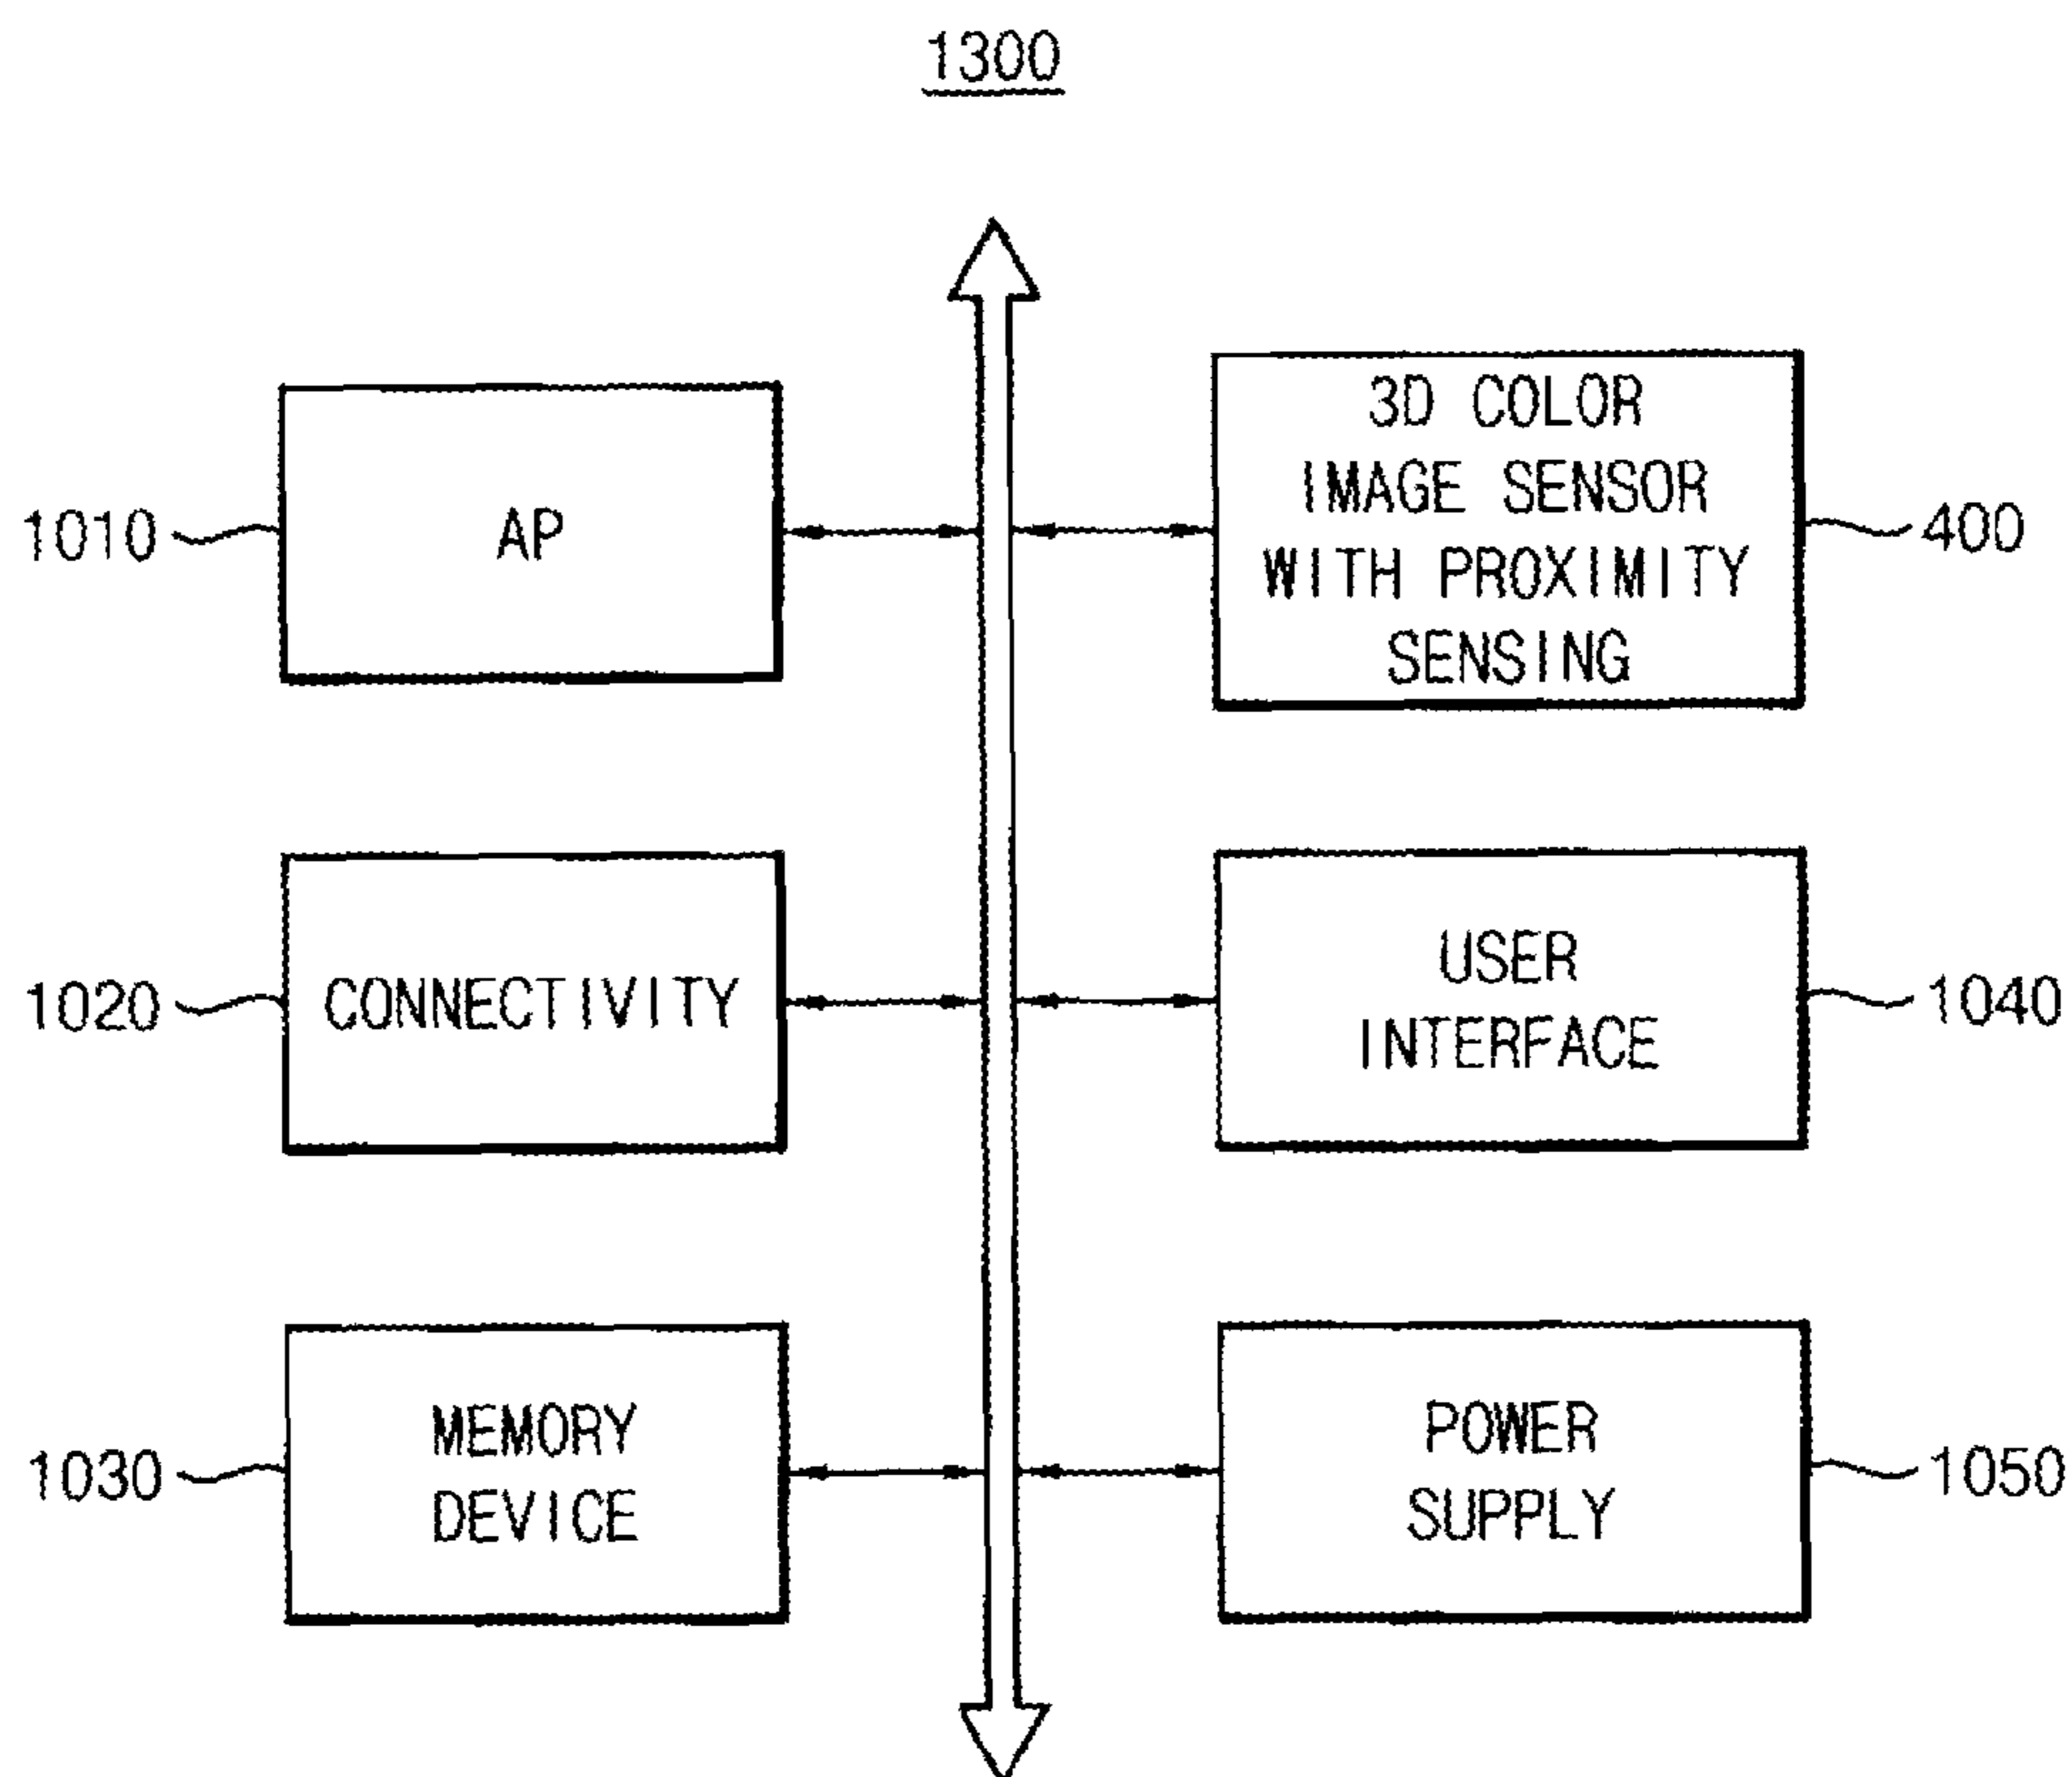 1300
1010
AP
3D COLOR
IMAGE SENSOR
WITH PROXIMITY
SENSING
400
1020
CONNECTIVITY
USER
INTERFACE
1040
1030
MEMORY
DEVICE
POWER
SUPPLY
1050